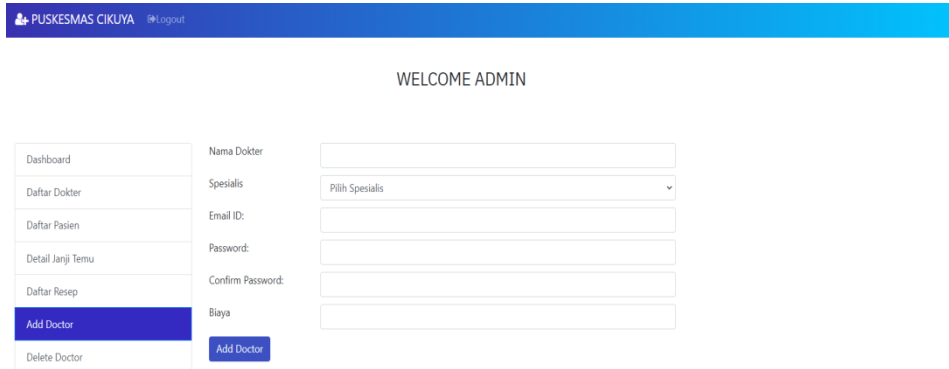 PUSKESMAS CIKUYA Logout
WELCOME ADMIN
Dashboard
Daftar Dokter
Daftar Pasien
Detail Janji Temu
Daftar Resep
Add Doctor
Delete Doctor
Nama Dokter
Spesialis Pilih Spesialis
Email ID:
Password:
Confirm Password:
Biaya
Add Doctor